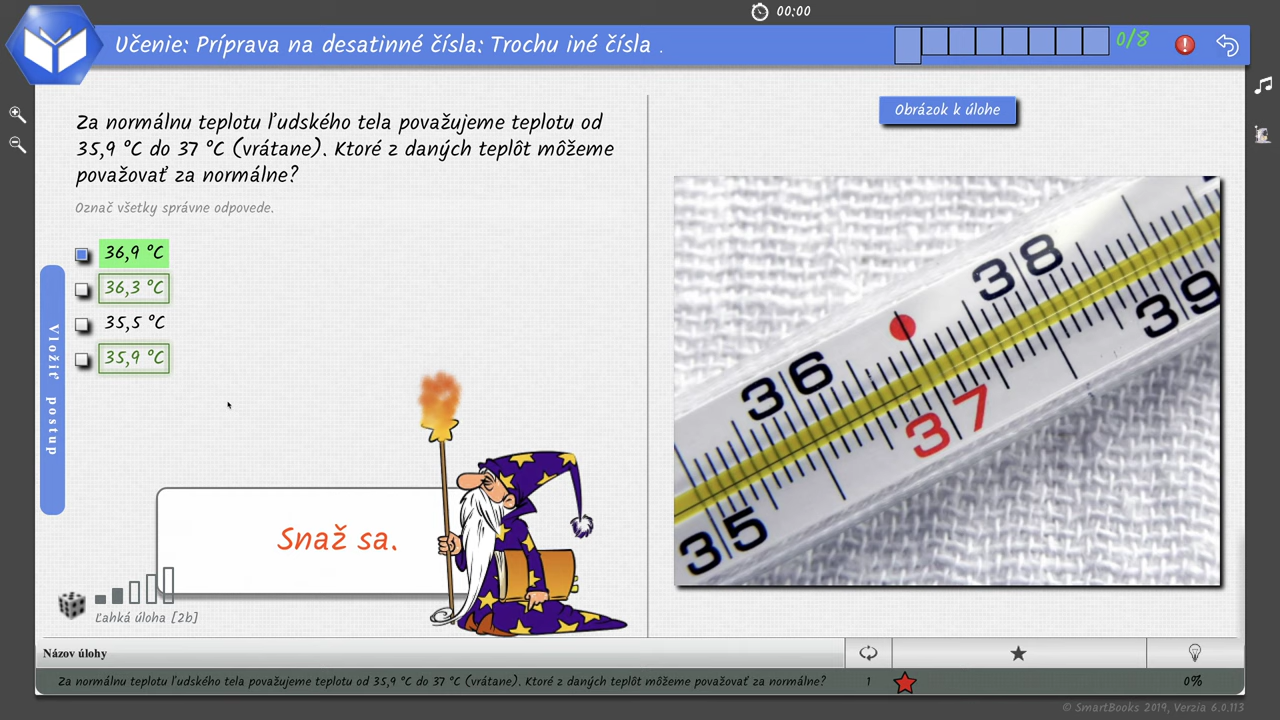 00:00
Učenie: Príprava na desatinné čísla: Trochu iné čísla .
0/8
Za normálnu teplotu ľudského tela považujeme teplotu od
35,9 °C do 37 °C (vrátane). Ktoré z daných teplôt môžeme
považovať za normálne?
Označ všetky správne odpovede.
36,9 °C
36,3 °C
35,5 °C
35,9 °C
Vložiť postup
Snaž sa.
Ľahká úloha [2b]
Obrázok k úlohe
35
36
37
38
39
Názov úlohy
Za normálnu teplotu ľudského tela považujeme teplotu od 35,9 °C do 37 °C (vrátane). Ktoré z daných teplôt môžeme považovať za normálne?
1
0%
© SmartBooks 2019, Verzia 6.0.113